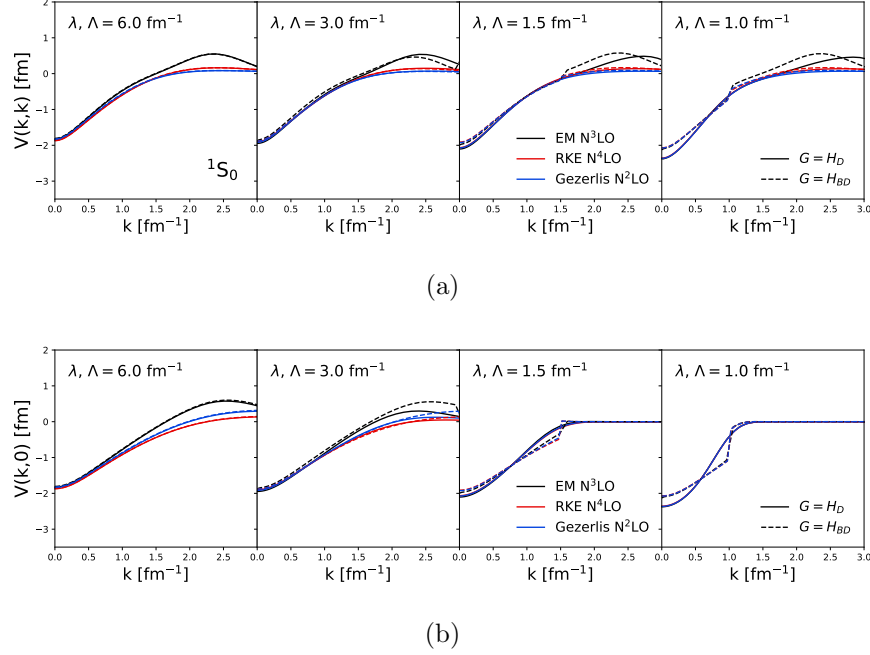 λ, Λ = 6.0 fm⁻¹
λ, Λ = 3.0 fm⁻¹
λ, Λ = 1.5 fm⁻¹
λ, Λ = 1.0 fm⁻¹
2
1
0
−1
−2
−3
V(k,k) [fm]
¹S₀
EM N³LO
RKE N⁴LO
Gezerlis N²LO
G = H_D
G = H_BD
0.0 0.5 1.0 1.5 2.0 2.5 0.0 0.5 1.0 1.5 2.0 2.5 0.0 0.5 1.0 1.5 2.0 2.5 0.0 0.5 1.0 1.5 2.0 2.5 3.0
k [fm⁻¹] k [fm⁻¹] k [fm⁻¹] k [fm⁻¹]
(a)
λ, Λ = 6.0 fm⁻¹
λ, Λ = 3.0 fm⁻¹
λ, Λ = 1.5 fm⁻¹
λ, Λ = 1.0 fm⁻¹
2
1
0
−1
−2
−3
V(k,0) [fm]
EM N³LO
RKE N⁴LO
Gezerlis N²LO
G = H_D
G = H_BD
0.0 0.5 1.0 1.5 2.0 2.5 0.0 0.5 1.0 1.5 2.0 2.5 0.0 0.5 1.0 1.5 2.0 2.5 0.0 0.5 1.0 1.5 2.0 2.5 3.0
k [fm⁻¹] k [fm⁻¹] k [fm⁻¹] k [fm⁻¹]
(b)